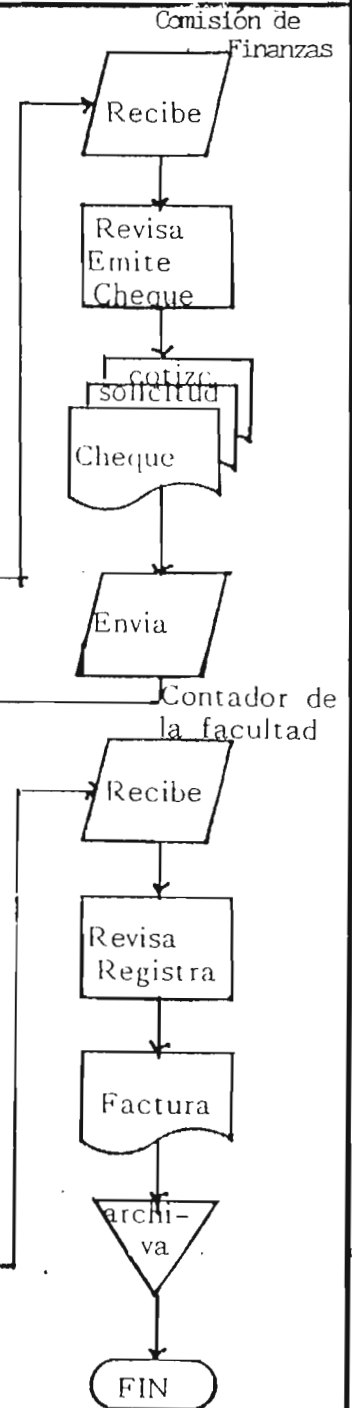 Comisión de
Finanzas
Recibe
Revisa
Emite
Cheque
cotiza
solicitud
Cheque
Envia
Contador de
la facultad
Recibe
Revisa
Registra
Factura
archi-
va
FIN